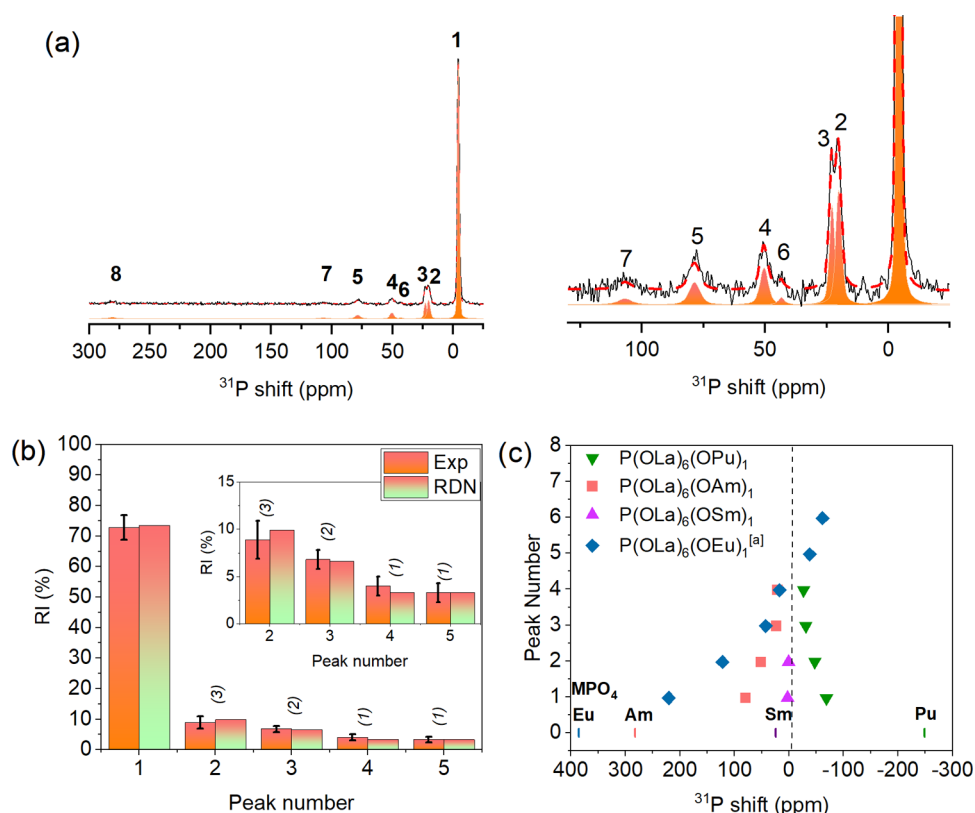 (a)
1
8
7
5
4
6
3
2
300 250 200 150 100 50 0
³¹P shift (ppm)
3
2
4
5
6
7
100 50 0
³¹P shift (ppm)
(b)
100
90
80
70
60
50
40
30
20
10
0
RI (%)
Exp
RDN
15
10
5
0
RI (%)
(3)
(2)
(1)
(1)
2 3 4 5
Peak number
(3)
(2)
(1)
(1)
1 2 3 4 5
Peak number
(c)
8
7
6
5
4
3
2
1
0
Peak Number
P(OLa)₆(OPu)₁
P(OLa)₆(OAm)₁
P(OLa)₆(OSm)₁
P(OLa)₆(OEu)₁[a]
MPO₄
Eu Am Sm Pu
400 300 200 100 0 -100 -200 -300
³¹P shift (ppm)